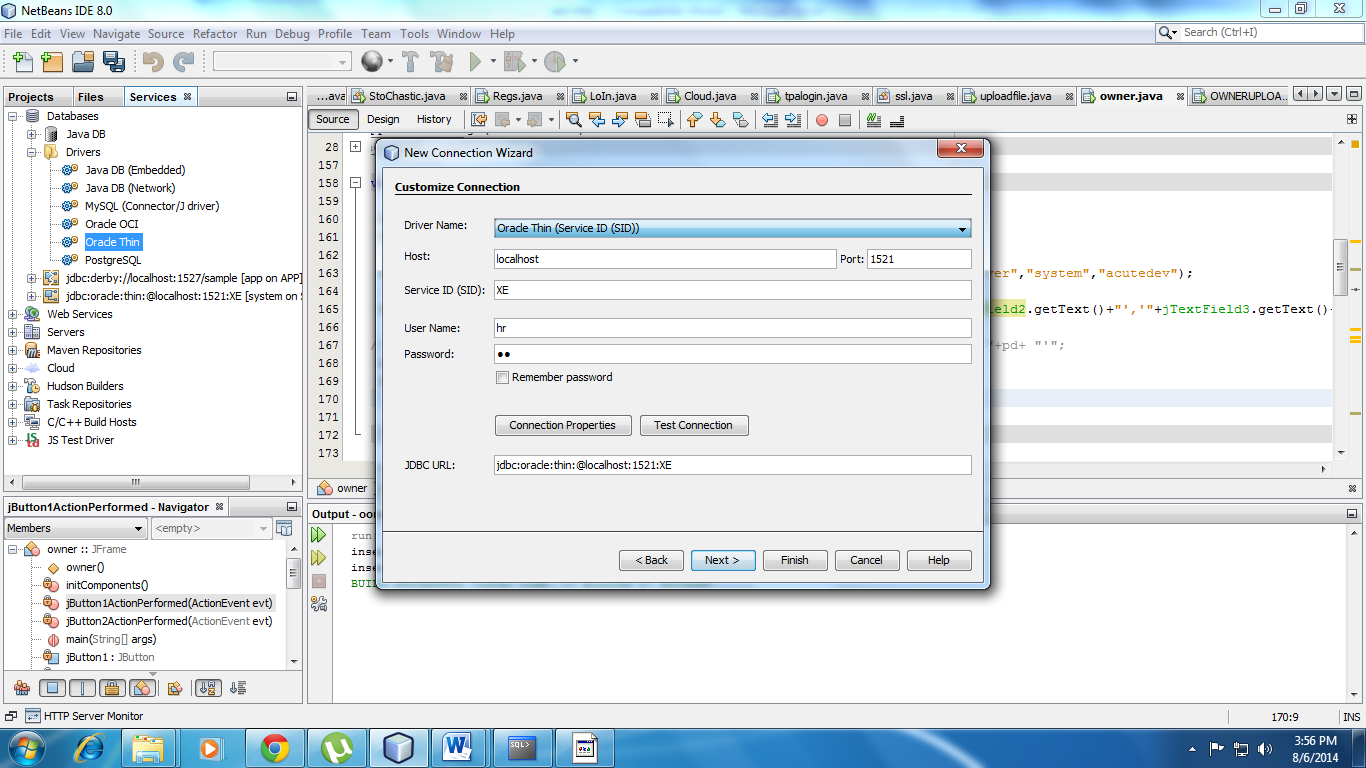 NetBeans IDE 8.0
File Edit View Navigate Source Refactor Run Debug Profile Team Tools Window Help
Search (Ctrl+I)
Projects Files Services
Databases
Java DB
Drivers
Java DB (Embedded)
Java DB (Network)
MySQL (Connector/J driver)
Oracle OCI
Oracle Thin
PostgreSQL
jdbc:derby://localhost:1527/sample [app on APP]
jdbc:oracle:thin:@localhost:1521:XE [system on
Web Services
Servers
Maven Repositories
Cloud
Hudson Builders
Task Repositories
C/C++ Build Hosts
JS Test Driver
...ava StoChastic.java Regs.java LoIn.java Cloud.java tpalogin.java ssl.java uploadfile.java owner.java OWNERUPLOA...
Source Design History
28
157
158
159
160
161
162
163 er","system","acutedev");
164
165 ield2.getText()+"','"+jTextField3.getText()
166
167 "+pd+ "'";
168
169
170
171
172
173
New Connection Wizard
Customize Connection
Driver Name: Oracle Thin (Service ID (SID))
Host: localhost Port: 1521
Service ID (SID): XE
User Name: hr
Password: ●●
Remember password
Connection Properties Test Connection
JDBC URL: jdbc:oracle:thin:@localhost:1521:XE
< Back Next > Finish Cancel Help
owner
jButton1ActionPerformed - Navigator
Members <empty>
owner :: JFrame
owner()
initComponents()
jButton1ActionPerformed(ActionEvent evt)
jButton2ActionPerformed(ActionEvent evt)
main(String[] args)
jButton1 : JButton
Output - oo
run
inse
inse
BUI
HTTP Server Monitor
170:9 INS
SQL>
3:56 PM
8/6/2014